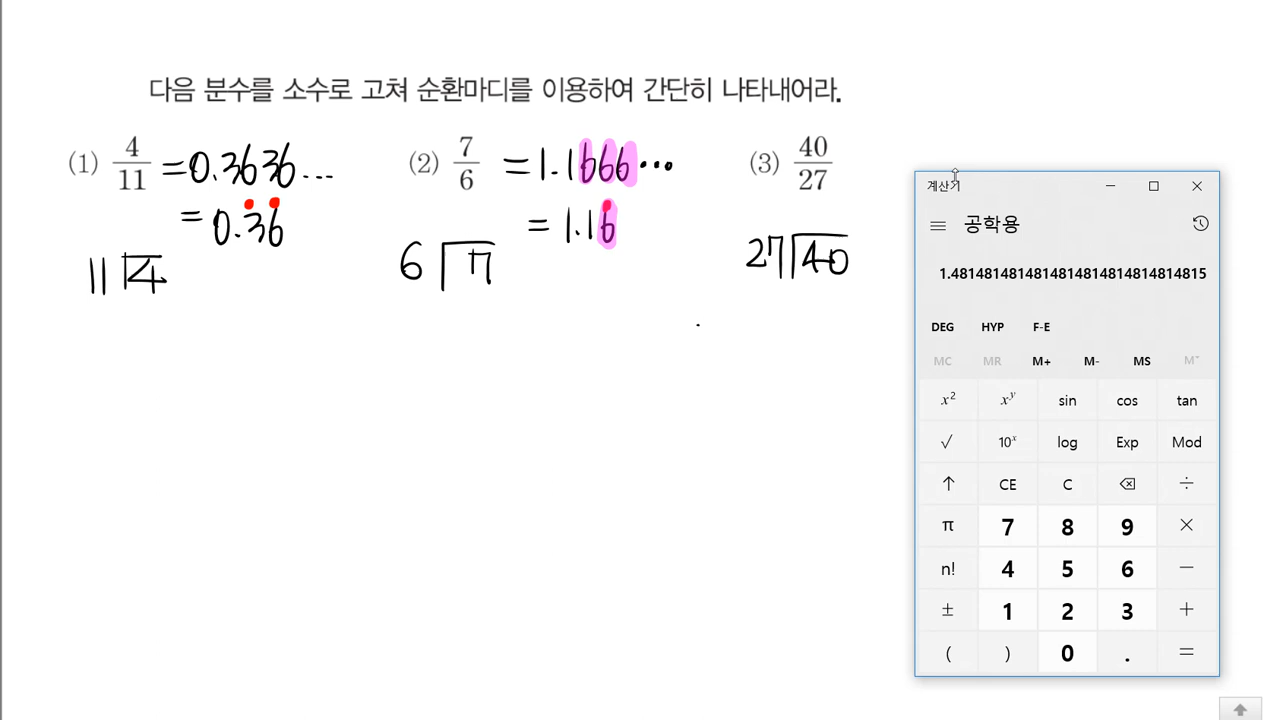 다음 분수를 소수로 고쳐 순환마디를 이용하여 간단히 나타내어라.
(1) 4/11 = 0.3636... (2) 7/6 = 1.1666··· (3) 40/27
= 0.3̇6̇ = 1.16̇
11 4 6 7 27 40
계산기
공학용
1.4814814814814814814814814814815
DEG HYP F-E
MC MR M+ M- MS M˅
x² xʸ sin cos tan
√ 10ˣ log Exp Mod
↑ CE C ⌫ ÷
π 7 8 9 ×
n! 4 5 6 −
± 1 2 3 +
( ) 0 . =